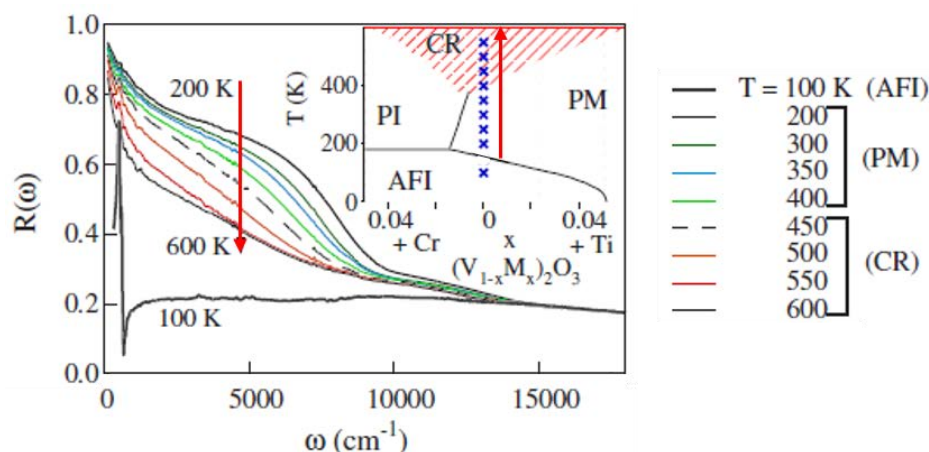 R(ω)
1.0
0.8
0.6
0.4
0.2
0.0
0
5000
10000
15000
ω (cm⁻¹)
200 K
600 K
100 K
T (K)
400
200
0
CR
PI
PM
AFI
0.04
0
0.04
+ Cr
x
+ Ti
(V₁₋ₓMₓ)₂O₃
T = 100 K (AFI)
200
300
350
400
(PM)
450
500
550
600
(CR)